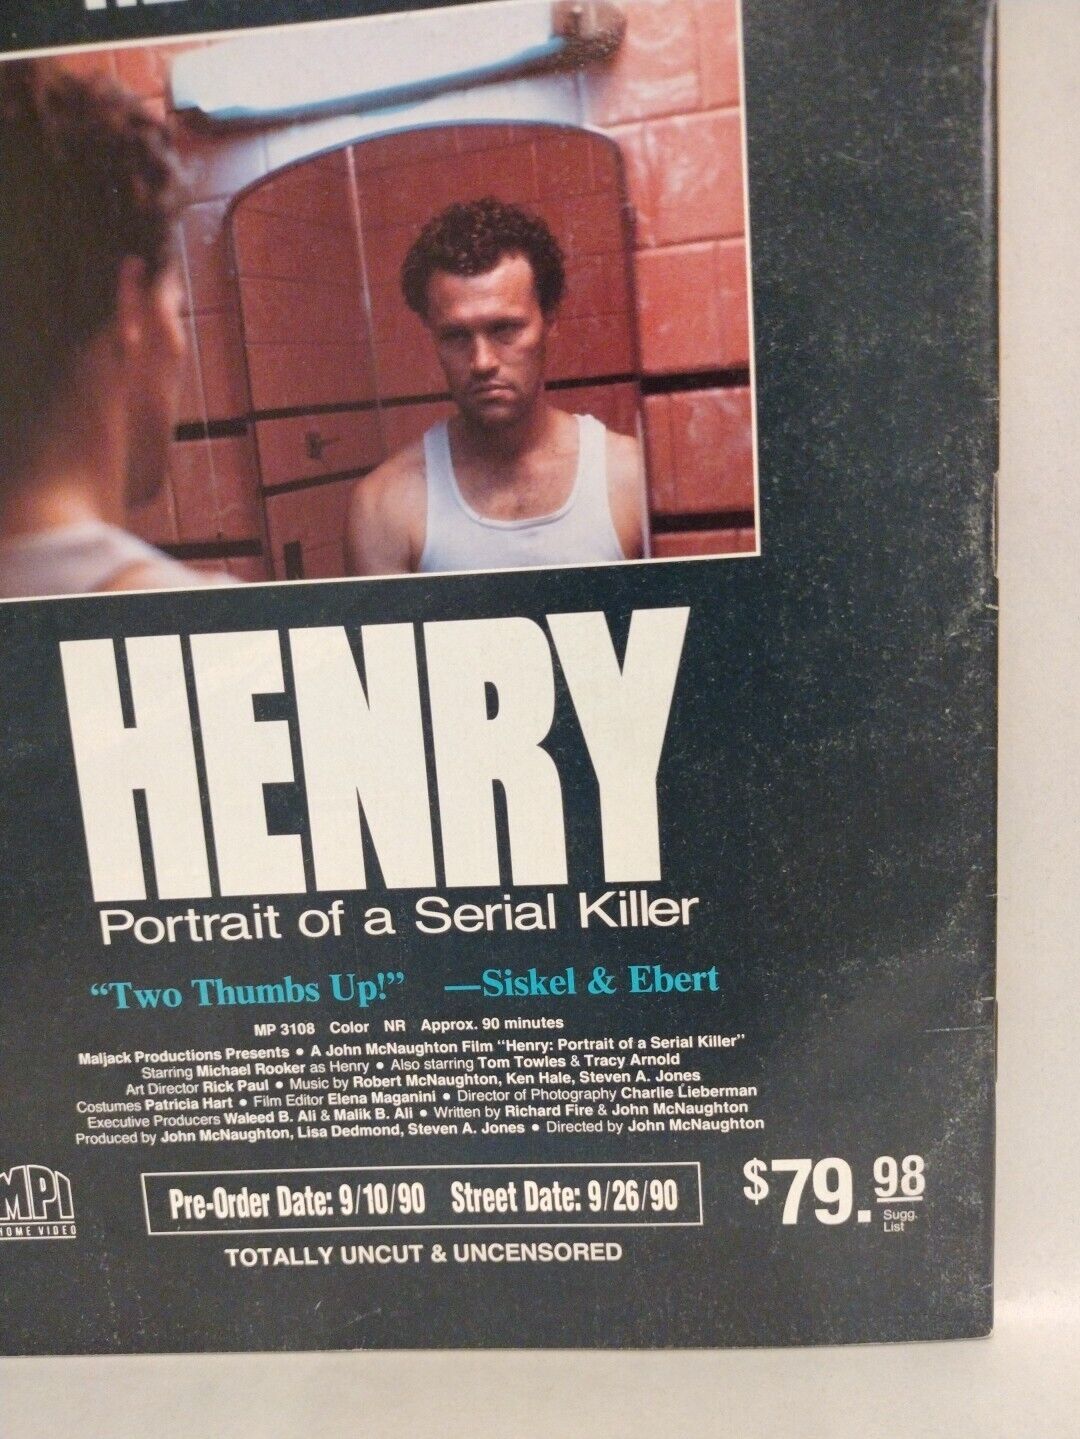 HENRY
Portrait of a Serial Killer
“Two Thumbs Up!” —Siskel & Ebert
MP 3108 Color NR Approx. 90 minutes
Maljack Productions Presents • A John McNaughton Film “Henry: Portrait of a Serial Killer”
Starring Michael Rooker as Henry • Also starring Tom Towles & Tracy Arnold
Art Director Rick Paul • Music by Robert McNaughton, Ken Hale, Steven A. Jones
Costumes Patricia Hart • Film Editor Elena Maganini • Director of Photography Charlie Lieberman
Executive Producers Waleed B. Ali & Malik B. Ali • Written by Richard Fire & John McNaughton
Produced by John McNaughton, Lisa Dedmond, Steven A. Jones • Directed by John McNaughton
MPI
HOME VIDEO
Pre-Order Date: 9/10/90 Street Date: 9/26/90
$79.98
Sugg.
List
TOTALLY UNCUT & UNCENSORED